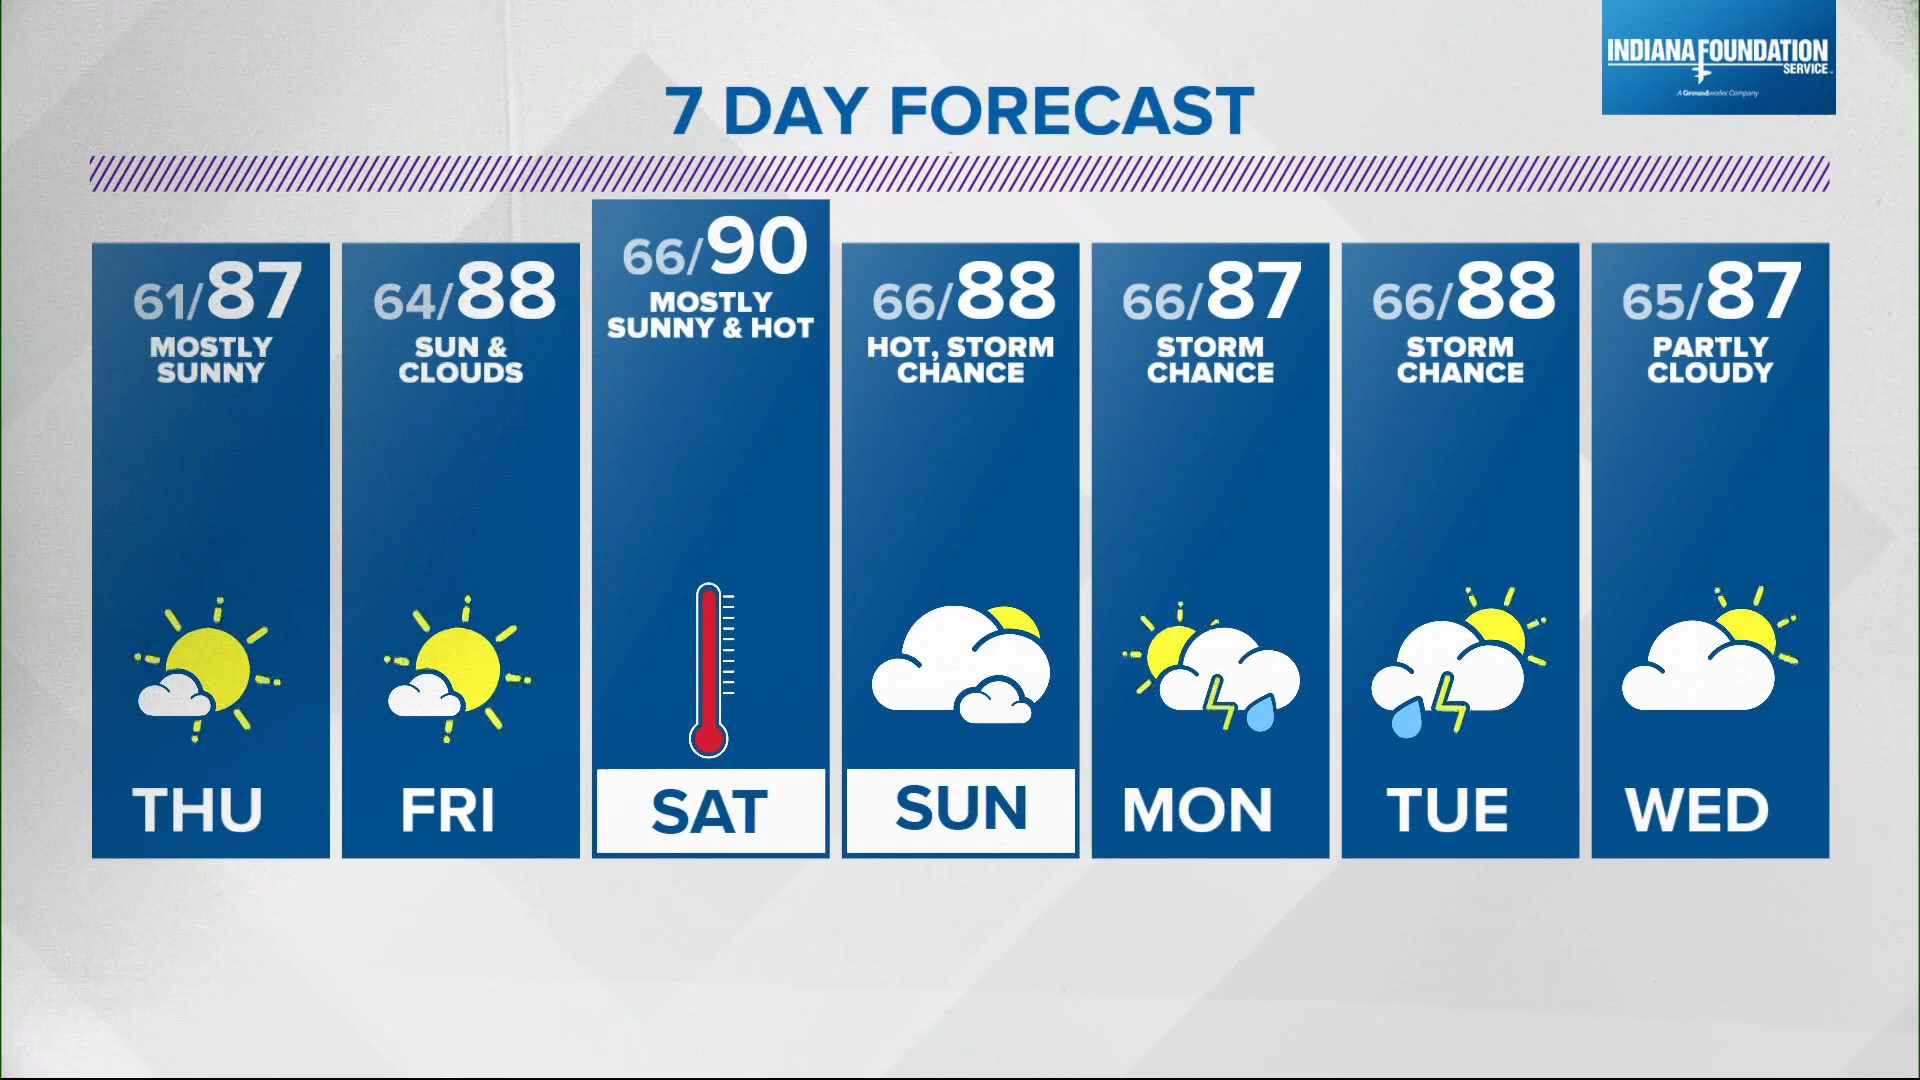 INDIANA FOUNDATION
SERVICE
A Groundworks Company
7 DAY FORECAST
61/87
MOSTLY
SUNNY
THU
64/88
SUN &
CLOUDS
FRI
66/90
MOSTLY
SUNNY & HOT
SAT
66/88
HOT, STORM
CHANCE
SUN
66/87
STORM
CHANCE
MON
66/88
STORM
CHANCE
TUE
65/87
PARTLY
CLOUDY
WED